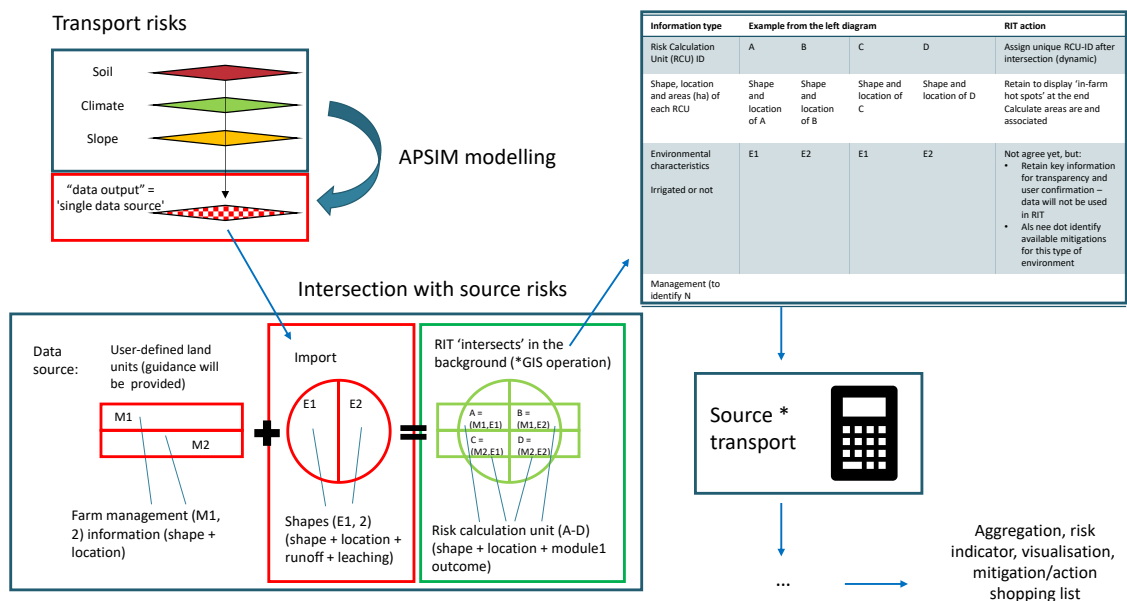 Transport risks
Soil
Climate
Slope
“data output” =
'single data source'
APSIM modelling
Intersection with source risks
Data
source:
User-defined land
units (guidance will
be provided)
M1
M2
Farm management (M1,
2) information (shape +
location)
Import
E1 E2
Shapes (E1, 2)
(shape + location +
runoff + leaching)
RIT ‘intersects’ in the
background (*GIS operation)
A =
(M1,E1)
B =
(M1,E2)
C =
(M2,E1)
D =
(M2,E2)
Risk calculation unit (A-D)
(shape + location + module1
outcome)
Information type Example from the left diagram RIT action
Risk Calculation
Unit (RCU) ID
A B C D
Assign unique RCU-ID after
intersection (dynamic)
Shape, location
and areas (ha) of
each RCU
Shape
and
location
of A
Shape
and
location
of B
Shape and
location of
C
Shape and
location of D
Retain to display ‘in-farm
hot spots’ at the end
Calculate areas are and
associated
Environmental
characteristics
Irrigated or not
E1 E2 E1 E2
Not agree yet, but:
• Retain key information
for transparency and
user confirmation –
data will not be used
in RIT
• Als nee dot identify
available mitigations
for this type of
environment
Management (to
identify N
Source *
transport
...
Aggregation, risk
indicator, visualisation,
mitigation/action
shopping list